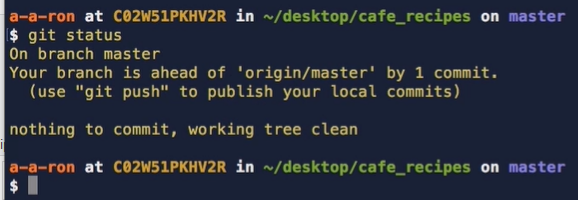 a-a-ron at C02W51PKHV2R in ~/desktop/cafe_recipes on master
$ git status
On branch master
Your branch is ahead of 'origin/master' by 1 commit.
  (use "git push" to publish your local commits)

nothing to commit, working tree clean

a-a-ron at C02W51PKHV2R in ~/desktop/cafe_recipes on master
$